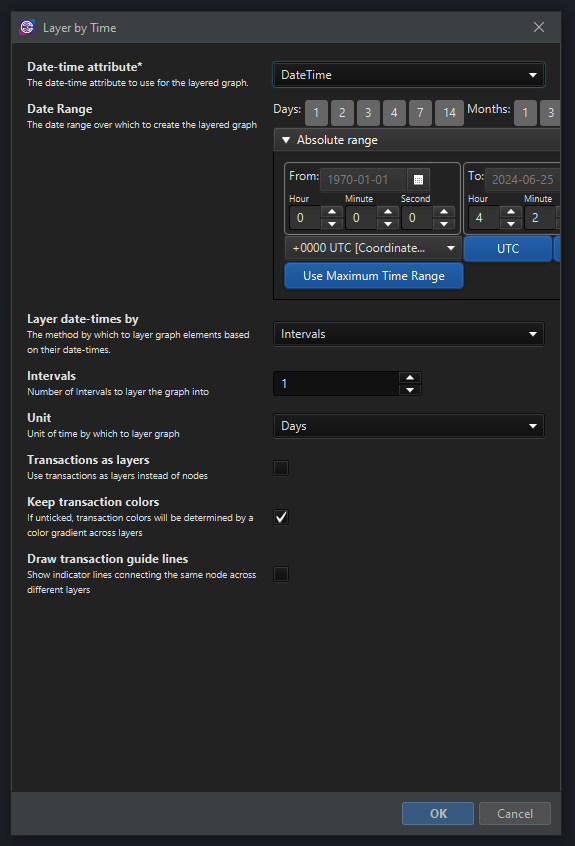 Layer by Time
Date-time attribute*
The date-time attribute to use for the layered graph.
DateTime
Date Range
The date range over which to create the layered graph
Days: 1 2 3 4 7 14 Months: 1 3
Absolute range
From: 1970-01-01 To: 2024-06-25
Hour Minute Second Hour Minute
0 0 0 4 2
+0000 UTC [Coordinate... UTC
Use Maximum Time Range
Layer date-times by
The method by which to layer graph elements based
on their date-times.
Intervals
Intervals
Number of Intervals to layer the graph into
1
Unit
Unit of time by which to layer graph
Days
Transactions as layers
Use transactions as layers instead of nodes
Keep transaction colors
If unticked, transaction colors will be determined by a
color gradient across layers
Draw transaction guide lines
Show indicator lines connecting the same node across
different layers
OK Cancel